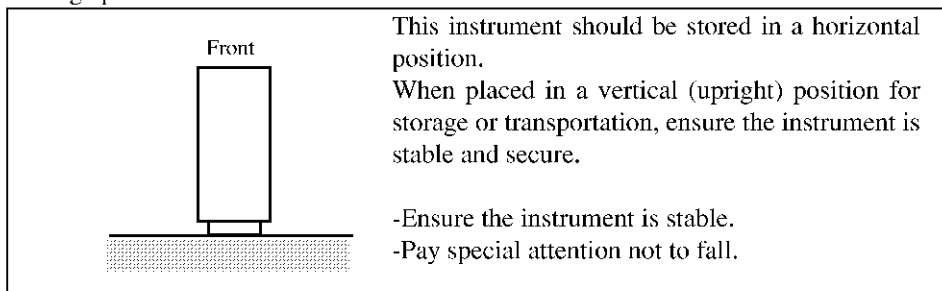 Front
This instrument should be stored in a horizontal
position.
When placed in a vertical (upright) position for
storage or transportation, ensure the instrument is
stable and secure.
-Ensure the instrument is stable.
-Pay special attention not to fall.